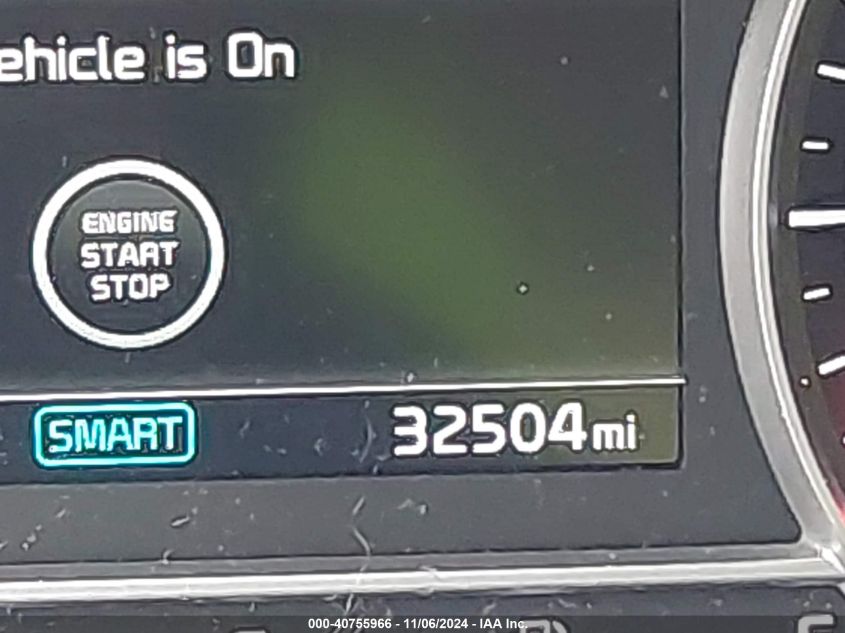 ehicle is On
ENGINE
START
STOP
SMART
32504mi
000-40755966 - 11/06/2024 - IAA Inc.